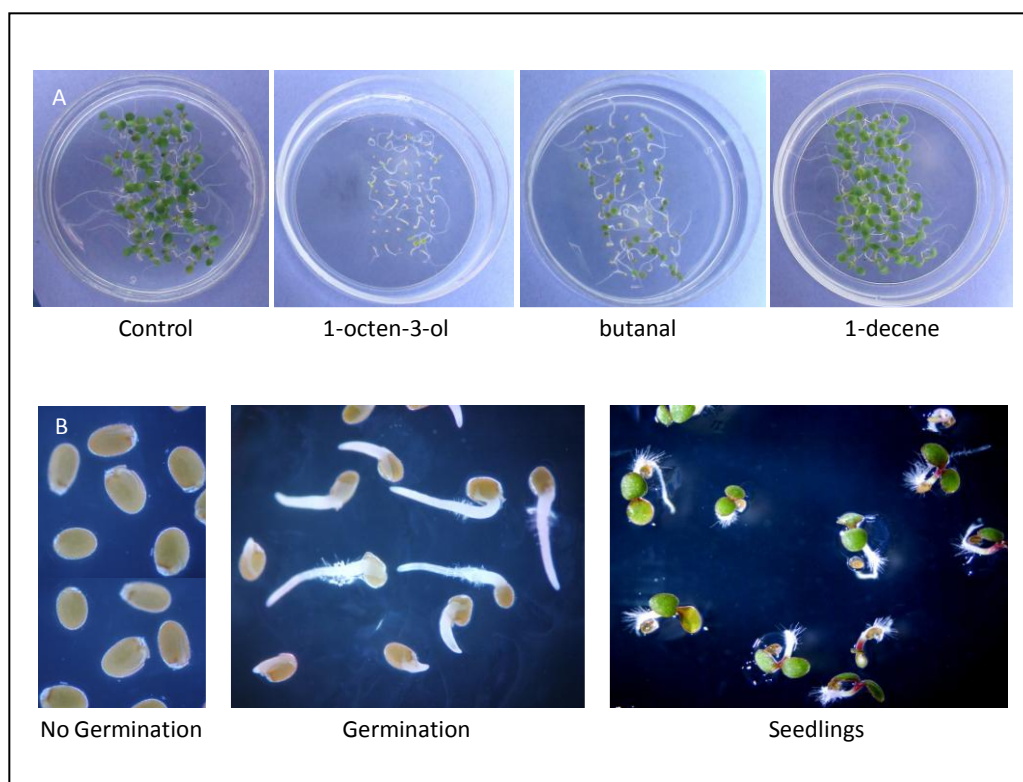 A
Control 1-octen-3-ol butanal 1-decene
B
No Germination Germination Seedlings